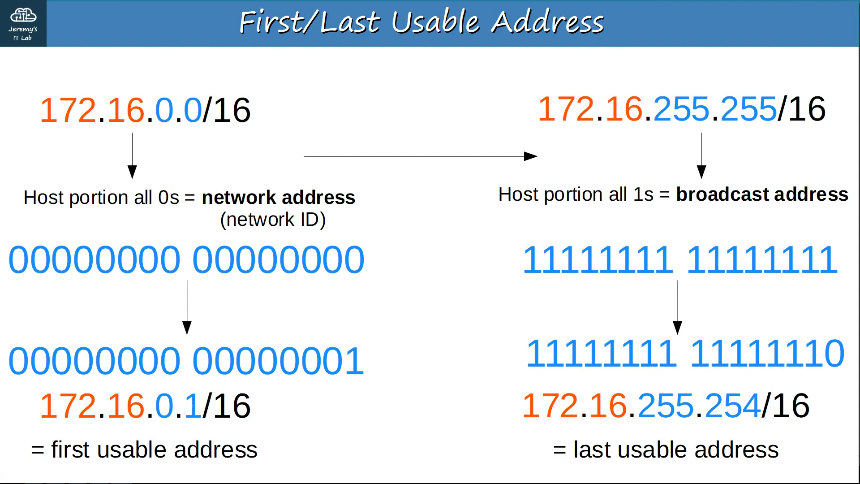 Jeremy's
IT Lab
First/Last Usable Address
172.16.0.0/16
Host portion all 0s = network address
(network ID)
00000000 00000000
00000000 00000001
172.16.0.1/16
= first usable address
172.16.255.255/16
Host portion all 1s = broadcast address
11111111 11111111
11111111 11111110
172.16.255.254/16
= last usable address